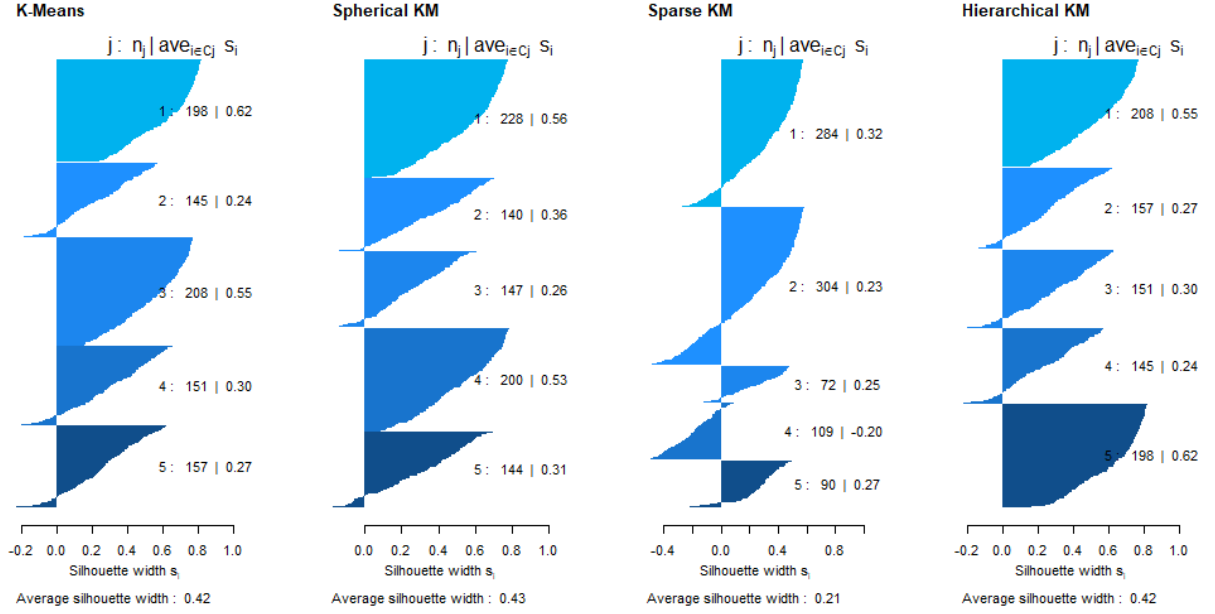 K-Means
j : nj | avei∈Cj si
1 : 198 | 0.62
2 : 145 | 0.24
3 : 208 | 0.55
4 : 151 | 0.30
5 : 157 | 0.27
-0.2 0.0 0.2 0.4 0.6 0.8 1.0
Silhouette width si
Average silhouette width : 0.42
Spherical KM
j : nj | avei∈Cj si
1 : 228 | 0.56
2 : 140 | 0.36
3 : 147 | 0.26
4 : 200 | 0.53
5 : 144 | 0.31
0.0 0.2 0.4 0.6 0.8 1.0
Silhouette width si
Average silhouette width : 0.43
Sparse KM
j : nj | avei∈Cj si
1 : 284 | 0.32
2 : 304 | 0.23
3 : 72 | 0.25
4 : 109 | -0.20
5 : 90 | 0.27
-0.4 0.0 0.4 0.8
Silhouette width si
Average silhouette width : 0.21
Hierarchical KM
j : nj | avei∈Cj si
1 : 208 | 0.55
2 : 157 | 0.27
3 : 151 | 0.30
4 : 145 | 0.24
5 : 198 | 0.62
-0.2 0.0 0.2 0.4 0.6 0.8 1.0
Silhouette width si
Average silhouette width : 0.42